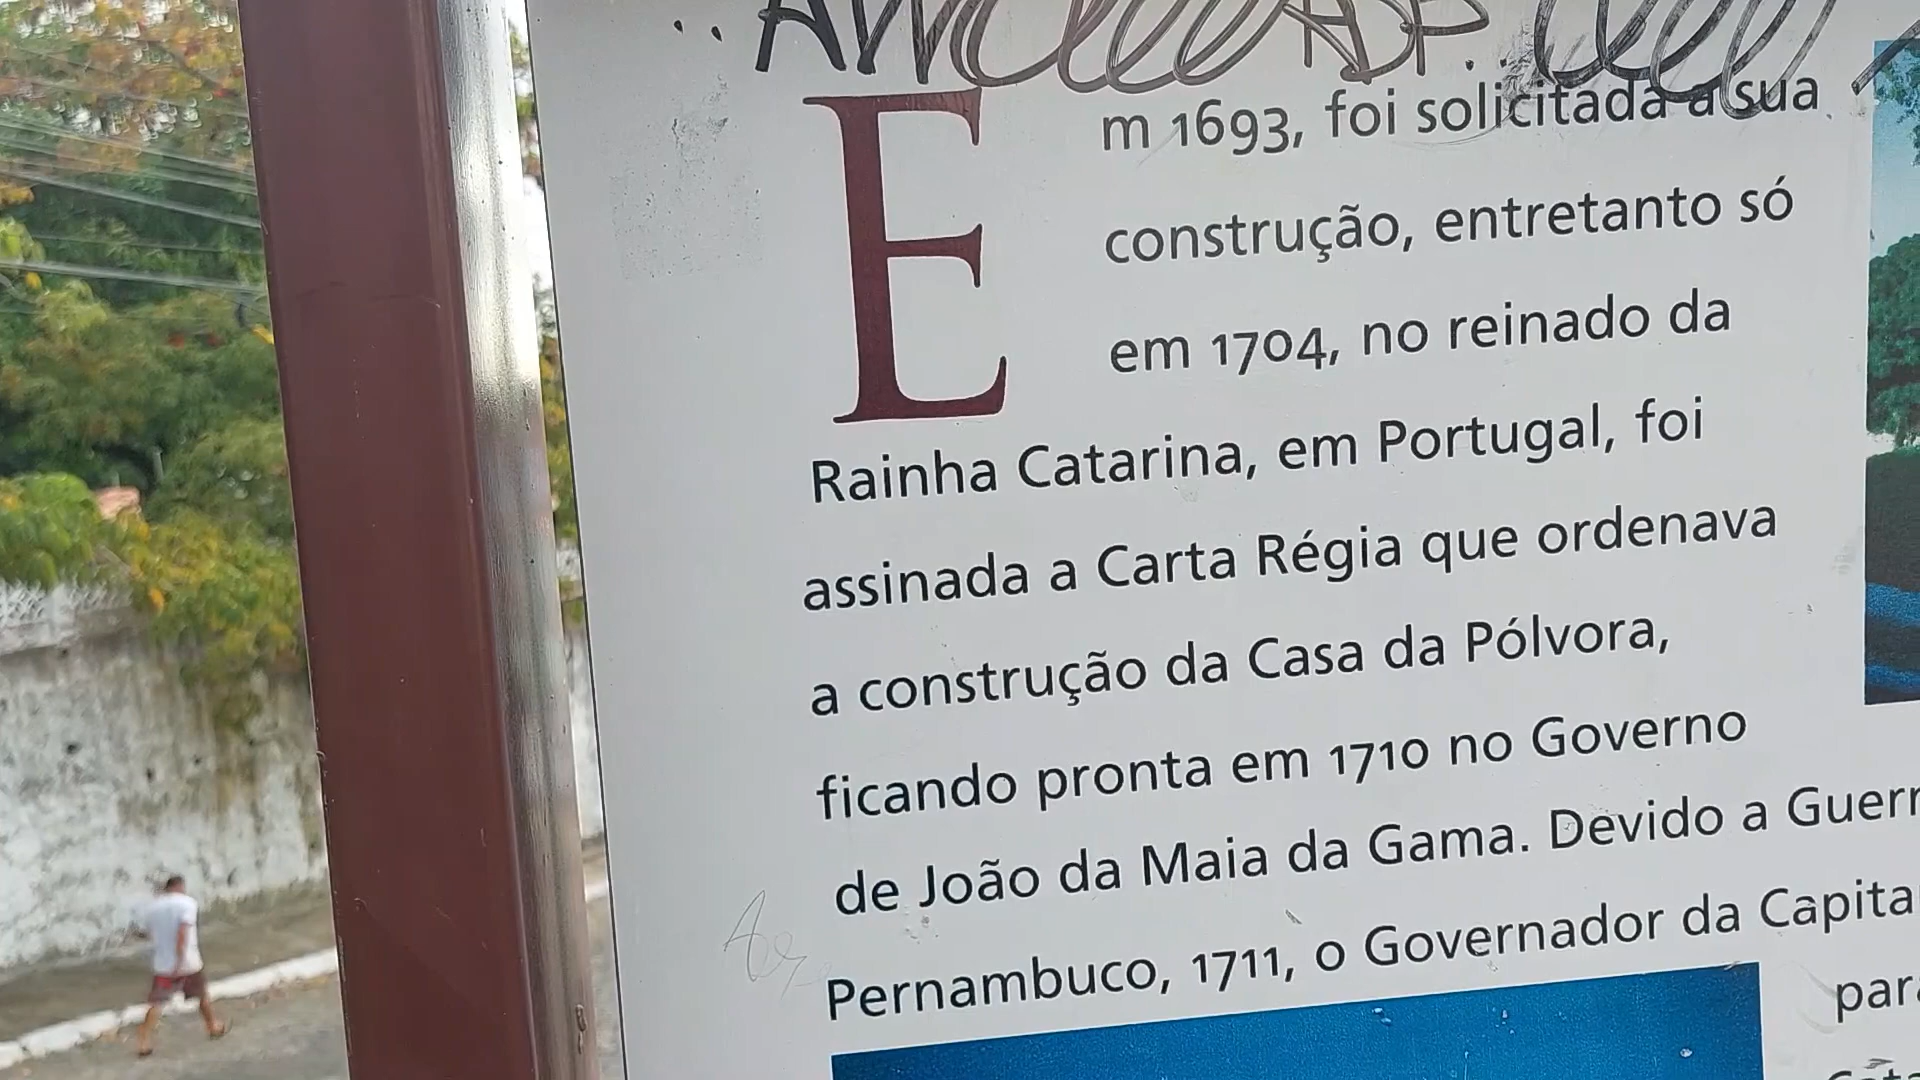 Em 1693, foi solicitada a sua
construção, entretanto só
em 1704, no reinado da
Rainha Catarina, em Portugal, foi
assinada a Carta Régia que ordenava
a construção da Casa da Pólvora,
ficando pronta em 1710 no Governo
de João da Maia da Gama. Devido a
Pernambuco, 1711, o Governador da